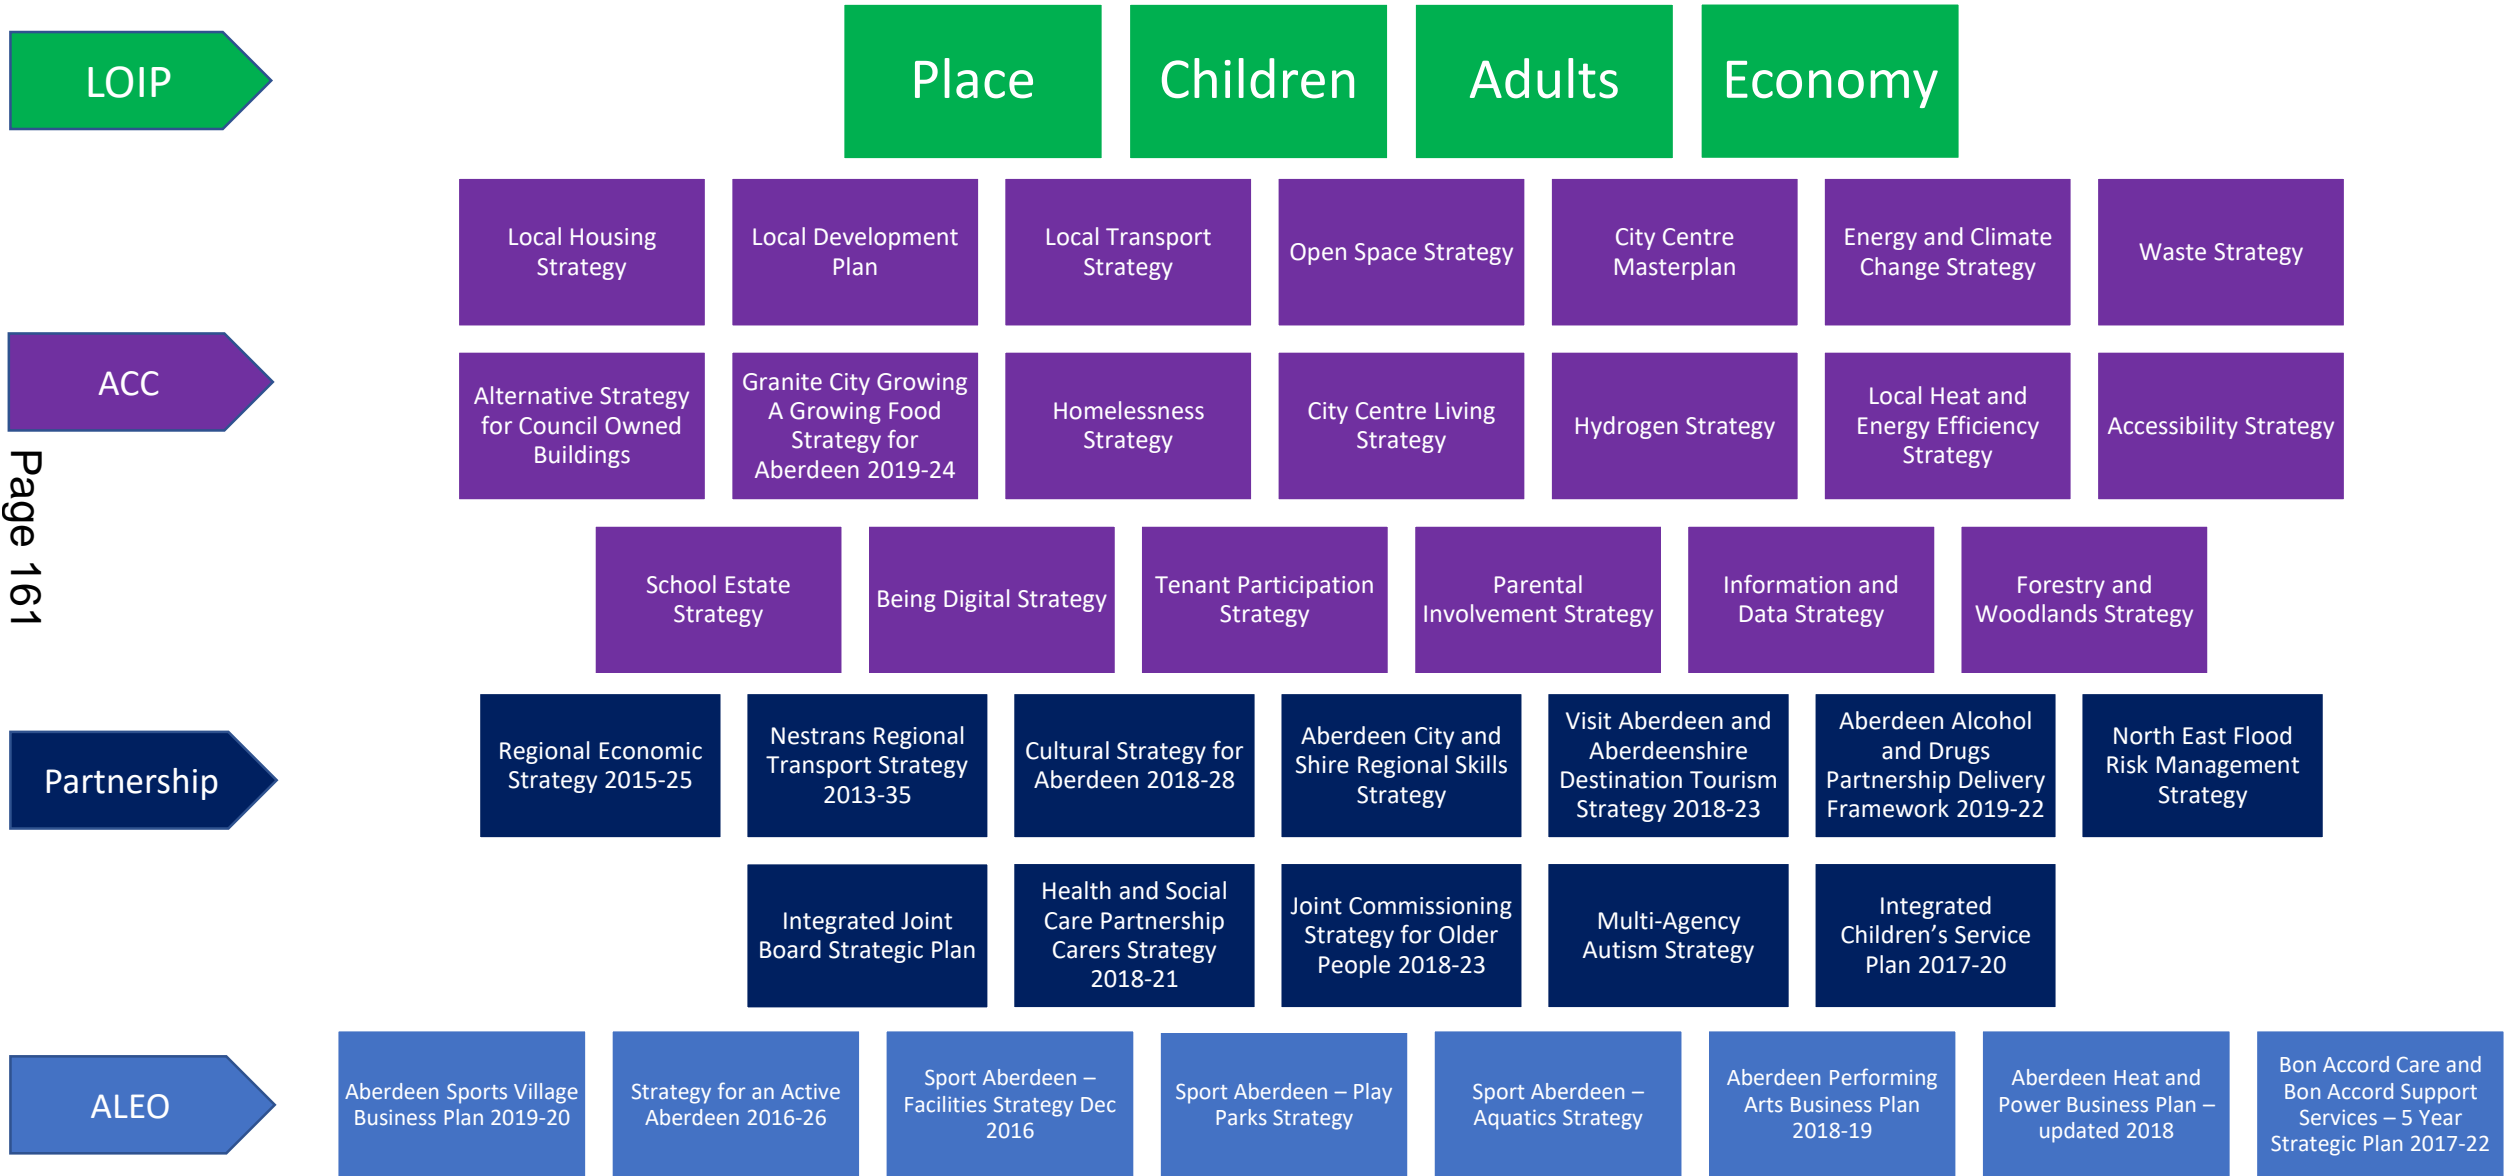 LOIP
Place
Children
Adults
Economy
Local Housing
Strategy
Local Development
Plan
Local Transport
Strategy
Open Space Strategy
City Centre
Masterplan
Energy and Climate
Change Strategy
Waste Strategy
ACC
Alternative Strategy
for Council Owned
Buildings
Granite City Growing
A Growing Food
Strategy for
Aberdeen 2019-24
Homelessness
Strategy
City Centre Living
Strategy
Hydrogen Strategy
Local Heat and
Energy Efficiency
Strategy
Accessibility Strategy
School Estate
Strategy
Being Digital Strategy
Tenant Participation
Strategy
Parental
Involvement Strategy
Information and
Data Strategy
Forestry and
Woodlands Strategy
Page 161
Partnership
Regional Economic
Strategy 2015-25
Nestrans Regional
Transport Strategy
2013-35
Cultural Strategy for
Aberdeen 2018-28
Aberdeen City and
Shire Regional Skills
Strategy
Visit Aberdeen and
Aberdeenshire
Destination Tourism
Strategy 2018-23
Aberdeen Alcohol
and Drugs
Partnership Delivery
Framework 2019-22
North East Flood
Risk Management
Strategy
Integrated Joint
Board Strategic Plan
Health and Social
Care Partnership
Carers Strategy
2018-21
Joint Commissioning
Strategy for Older
People 2018-23
Multi-Agency
Autism Strategy
Integrated
Children’s Service
Plan 2017-20
ALEO
Aberdeen Sports Village
Business Plan 2019-20
Strategy for an Active
Aberdeen 2016-26
Sport Aberdeen –
Facilities Strategy Dec
2016
Sport Aberdeen – Play
Parks Strategy
Sport Aberdeen –
Aquatics Strategy
Aberdeen Performing
Arts Business Plan
2018-19
Aberdeen Heat and
Power Business Plan –
updated 2018
Bon Accord Care and
Bon Accord Support
Services – 5 Year
Strategic Plan 2017-22